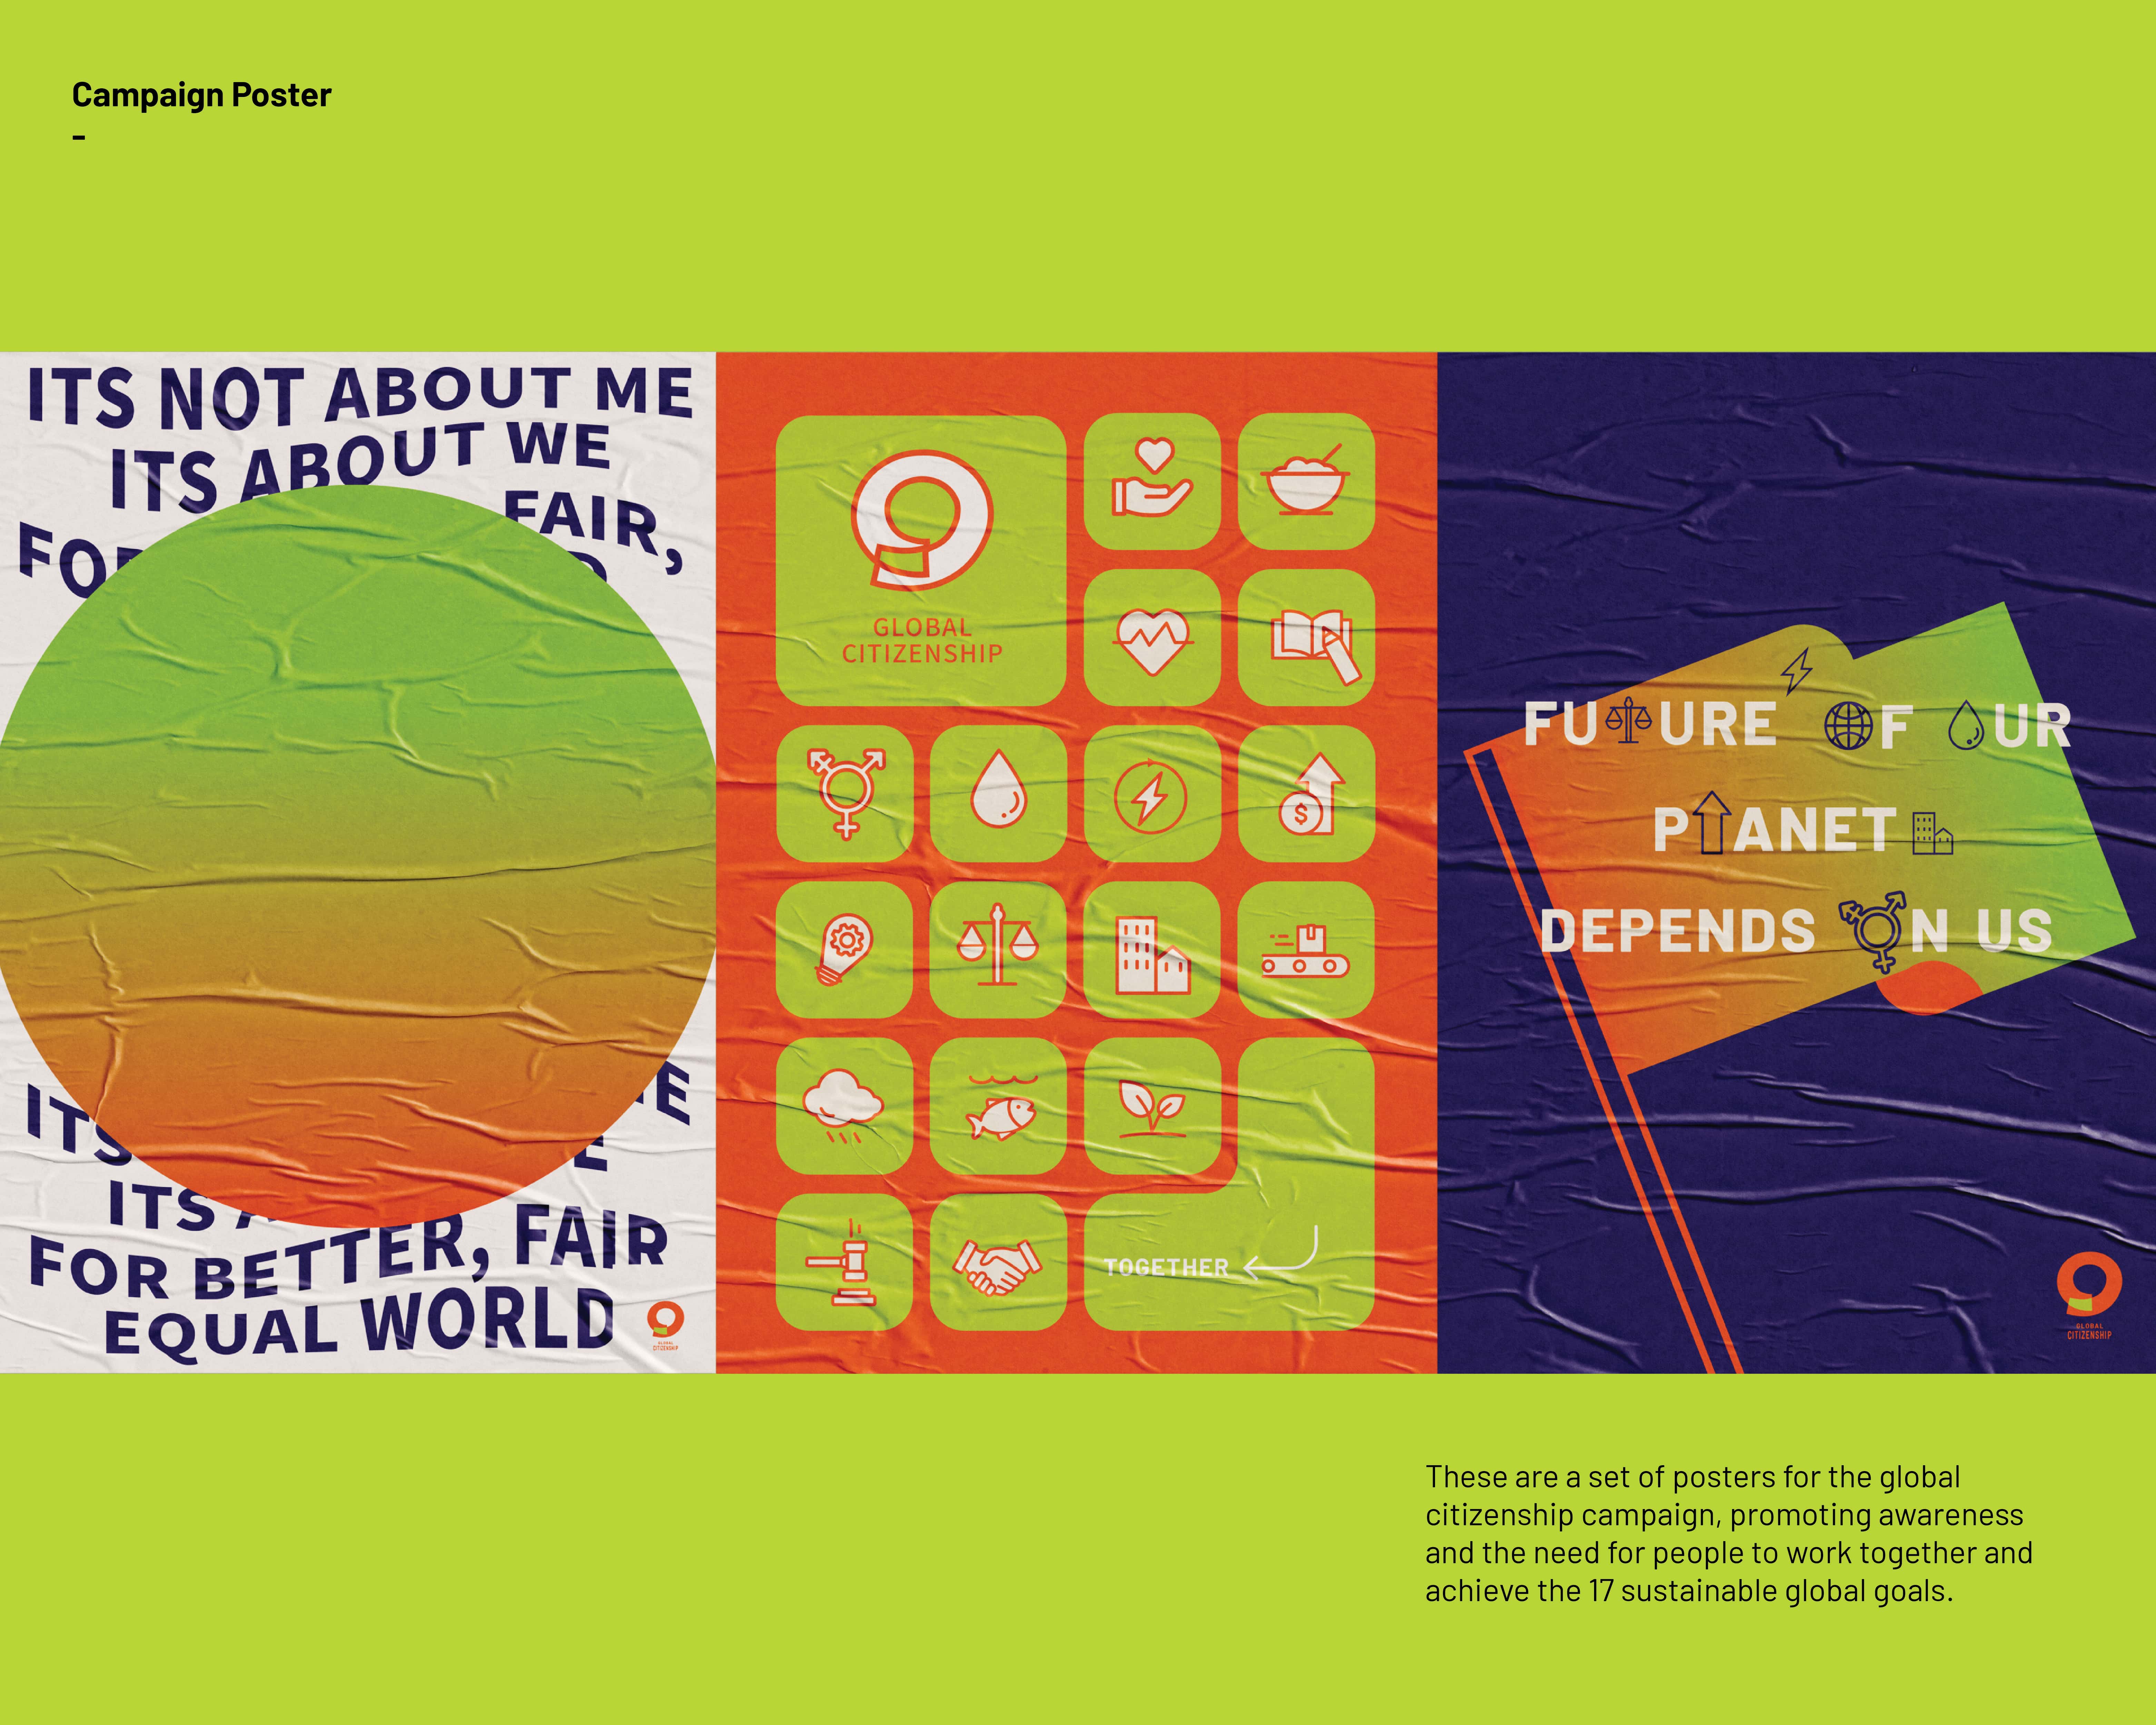 Campaign Poster
-
ITS NOT ABOUT ME
ITS ABOUT WE
FAIR,
ITS
ITS
FOR BETTER, FAIR
EQUAL WORLD
GLOBAL
CITIZENSHIP
GLOBAL
CITIZENSHIP
TOGETHER
FU URE F UR
P ANET
DEPENDS N US
GLOBAL
CITIZENSHIP
These are a set of posters for the global
citizenship campaign, promoting awareness
and the need for people to work together and
achieve the 17 sustainable global goals.